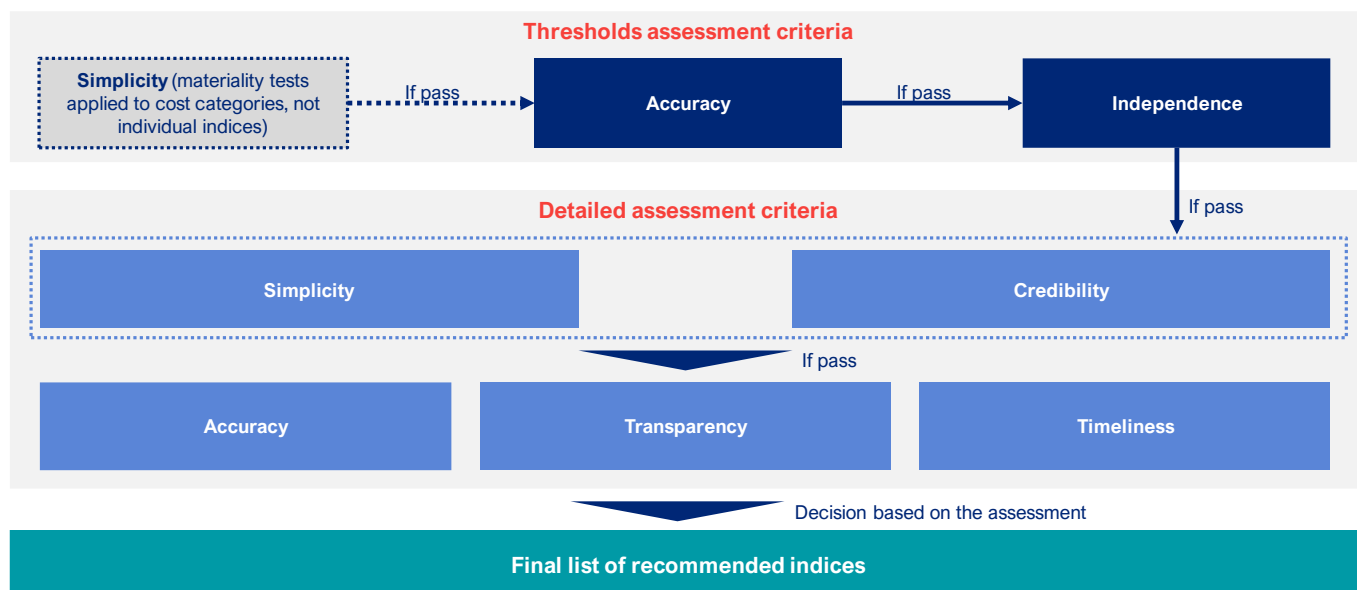 Thresholds assessment criteria
Simplicity (materiality tests
applied to cost categories, not
individual indices)
If pass
Accuracy
If pass
Independence
If pass
Detailed assessment criteria
Simplicity
Credibility
If pass
Accuracy
Transparency
Timeliness
Decision based on the assessment
Final list of recommended indices